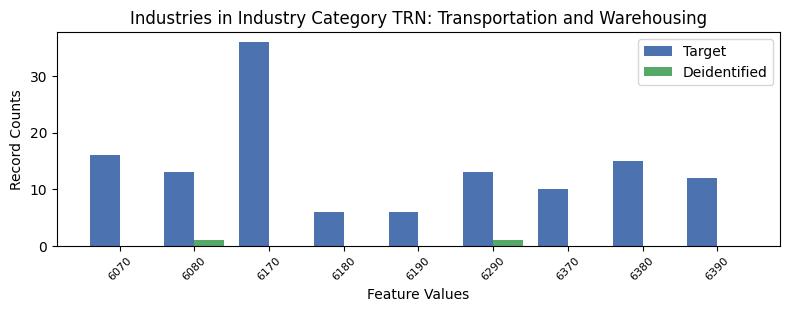 Industries in Industry Category TRN: Transportation and Warehousing
Target
Deidentified
Record Counts
30
20
10
0
6070 6080 6170 6180 6190 6290 6370 6380 6390
Feature Values